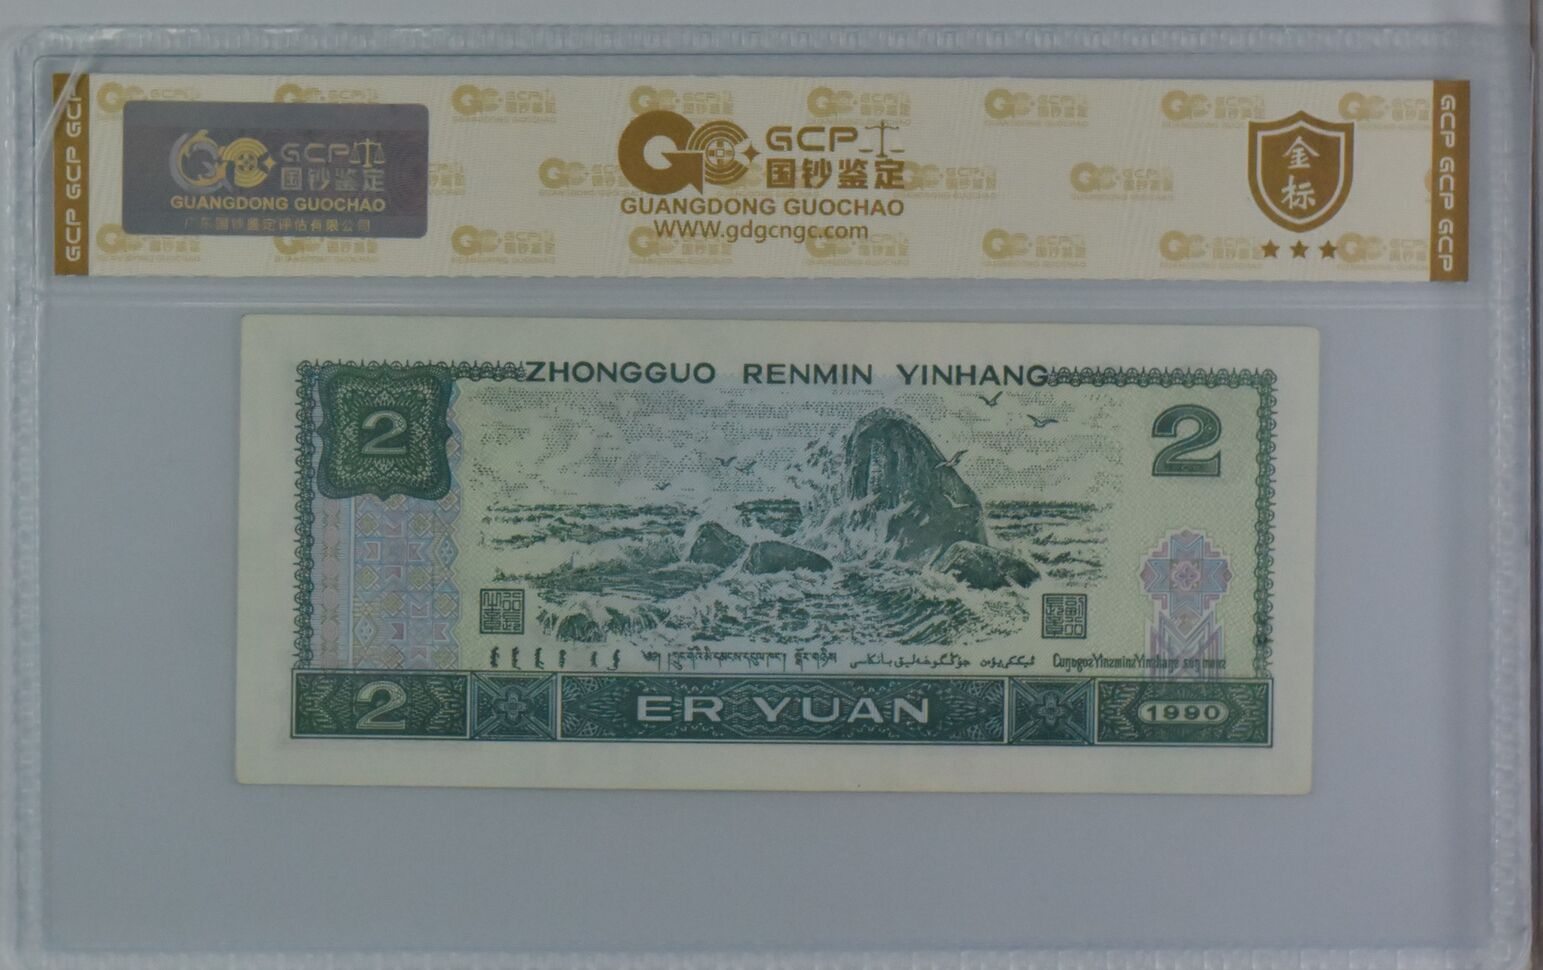 GCP GCP GCP
GCP
国钞鉴定
GUANGDONG GUOCHAO
广东国钞鉴定评估有限公司
GCP
国钞鉴定
GUANGDONG GUOCHAO
WWW.gdgcngc.com
金
标
GCP GCP GCP
ZHONGGUO RENMIN YINHANG
2
2
2
ER YUAN
1990